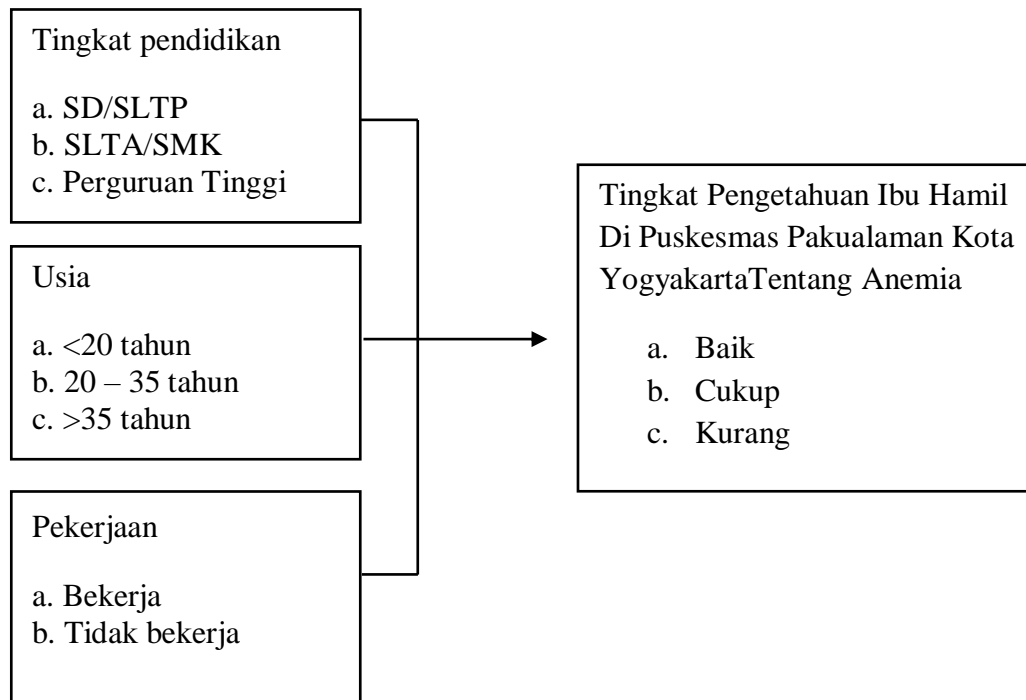 Tingkat pendidikan
a. SD/SLTP
b. SLTA/SMK
c. Perguruan Tinggi
Usia
a. <20 tahun
b. 20 – 35 tahun
c. >35 tahun
Pekerjaan
a. Bekerja
b. Tidak bekerja
Tingkat Pengetahuan Ibu Hamil
Di Puskesmas Pakualaman Kota
YogyakartaTentang Anemia
a. Baik
b. Cukup
c. Kurang